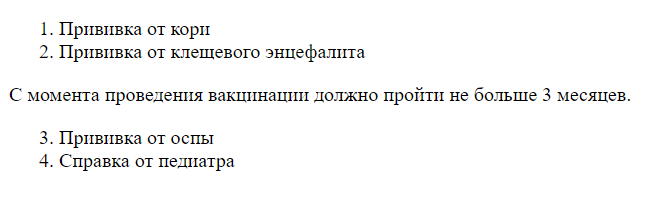 1. Прививка от кори
2. Прививка от клещевого энцефалита
С момента проведения вакцинации должно пройти не больше 3 месяцев.
3. Прививка от оспы
4. Справка от педиатра